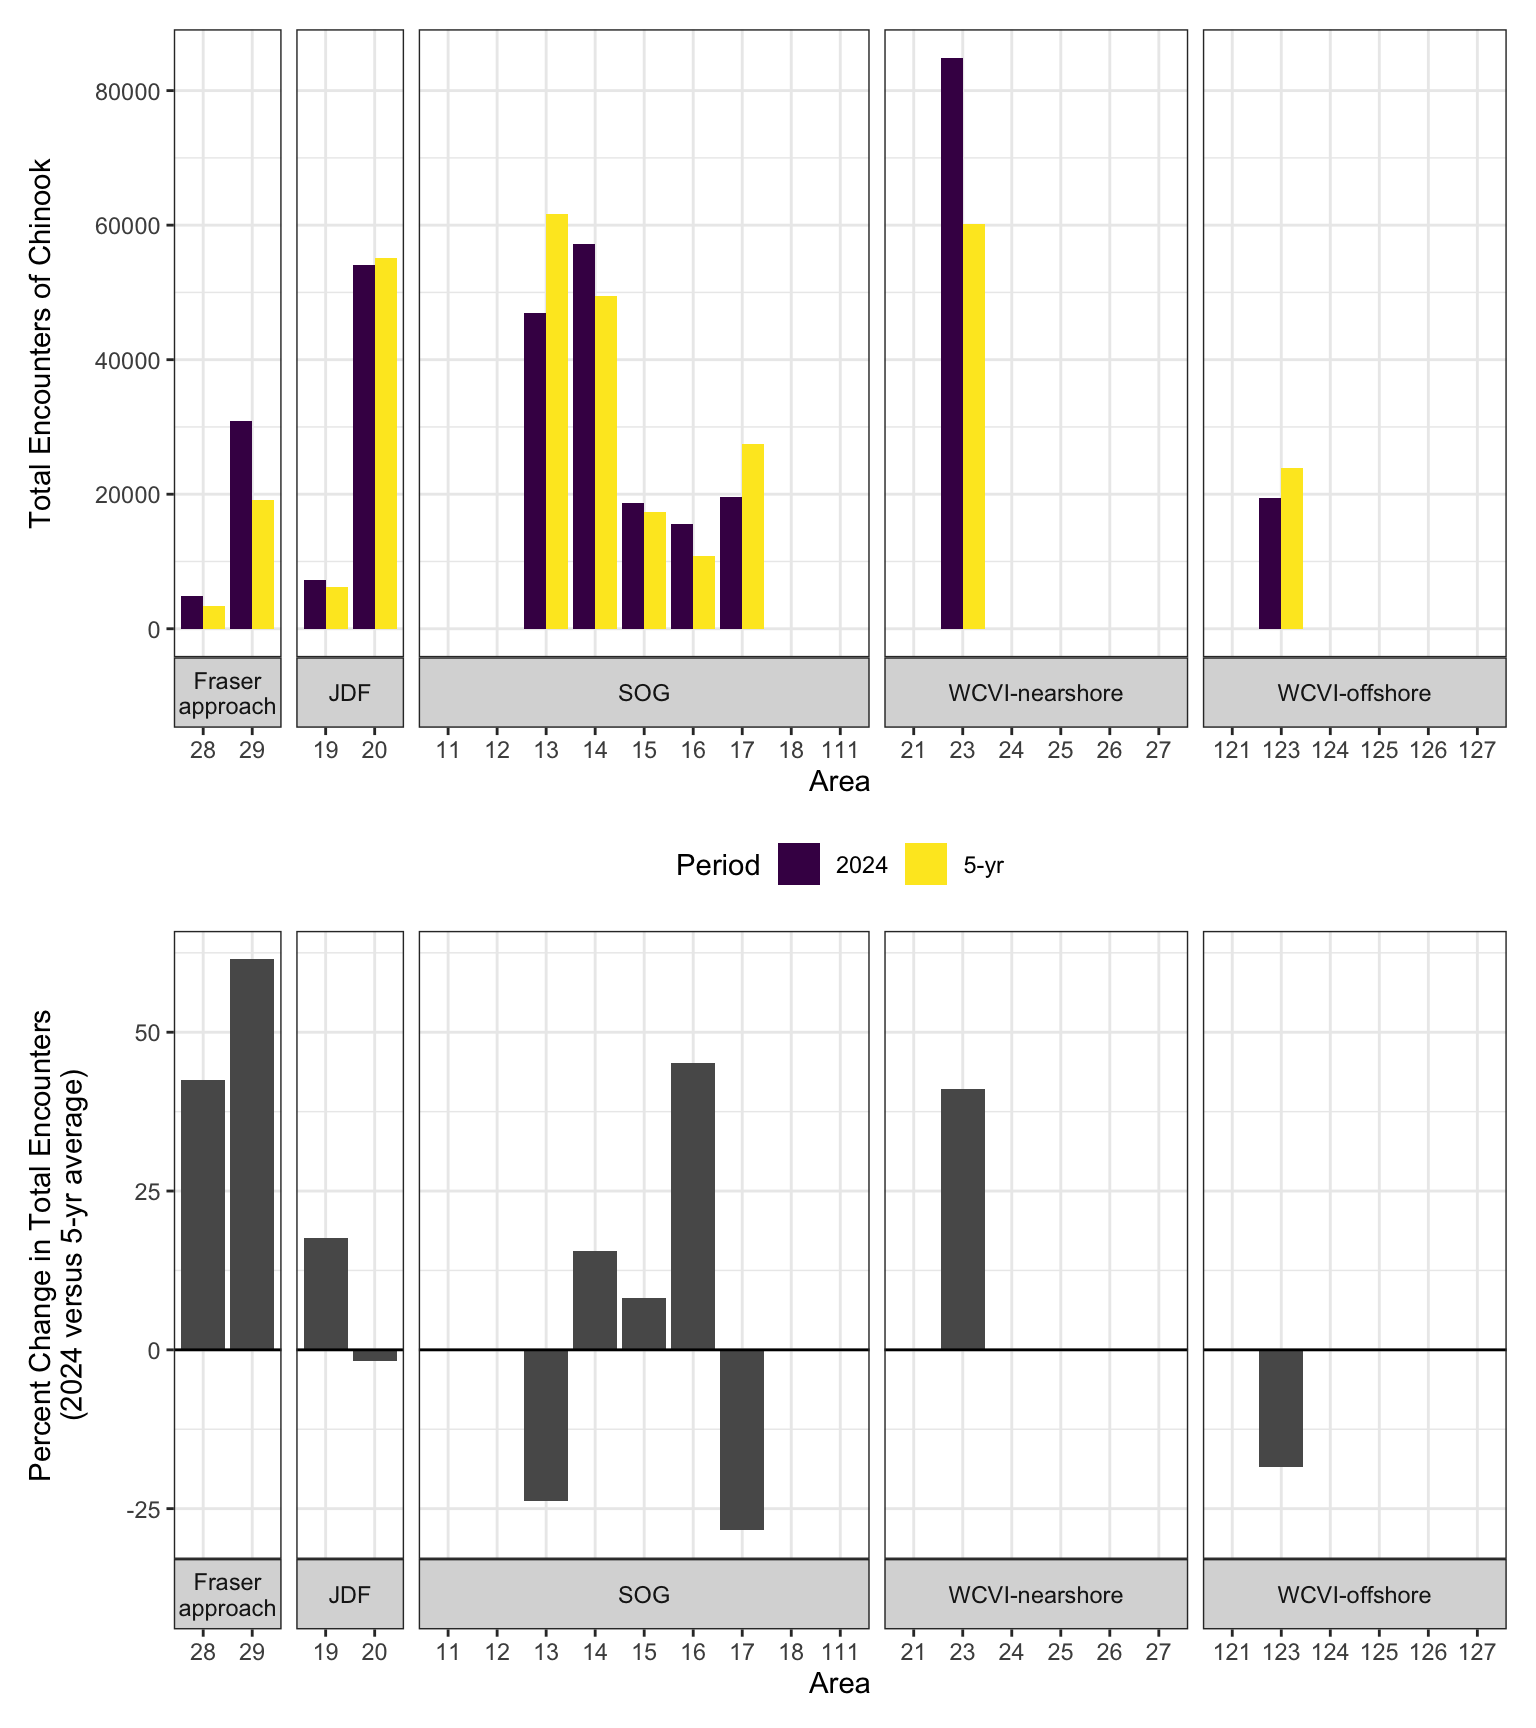 Total Encounters of Chinook
80000
60000
40000
20000
0
Fraser
approach
JDF
SOG
WCVI-nearshore
WCVI-offshore
28 29 19 20 11 12 13 14 15 16 17 18 111 21 23 24 25 26 27 121 123 124 125 126 127
Area
Period 2024 5-yr
Percent Change in Total Encounters
(2024 versus 5-yr average)
50
25
0
-25
Fraser
approach
JDF
SOG
WCVI-nearshore
WCVI-offshore
28 29 19 20 11 12 13 14 15 16 17 18 111 21 23 24 25 26 27 121 123 124 125 126 127
Area